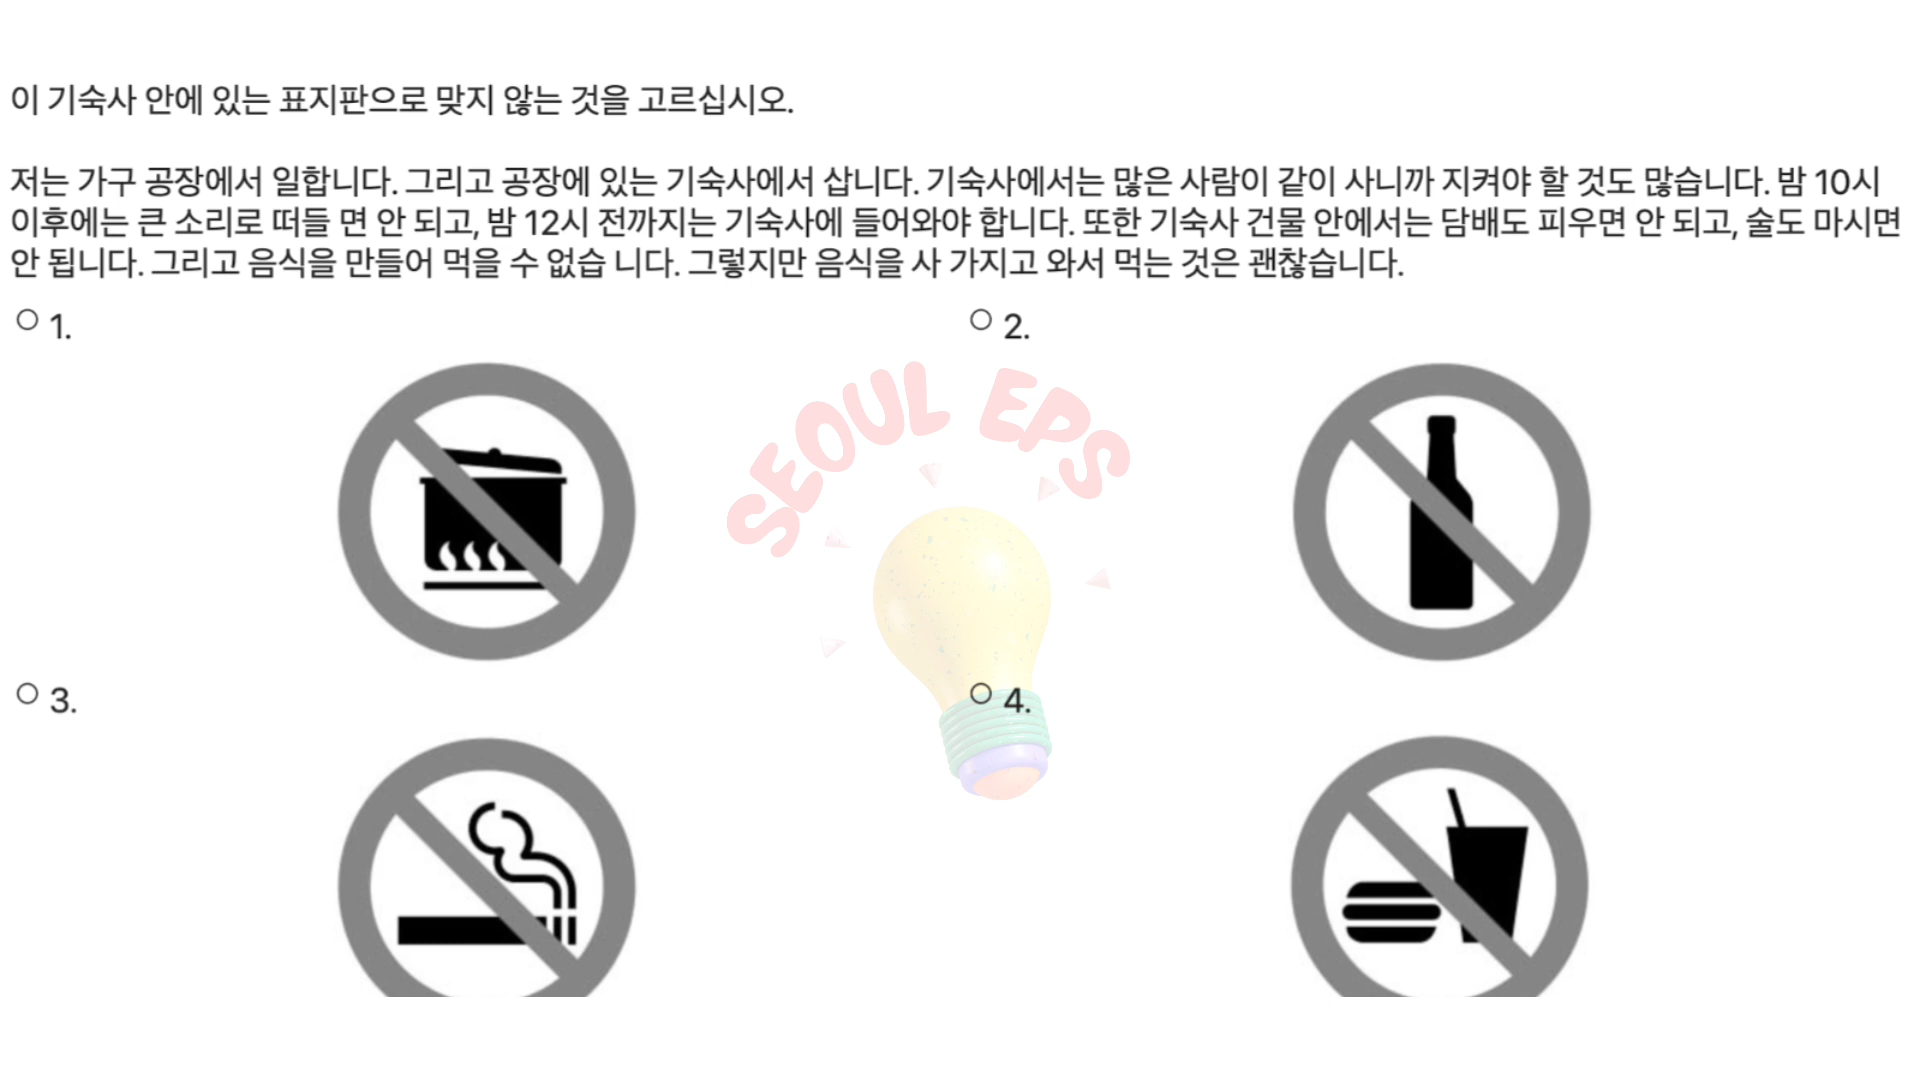 이 기숙사 안에 있는 표지판으로 맞지 않는 것을 고르십시오.
저는 가구 공장에서 일합니다. 그리고 공장에 있는 기숙사에서 삽니다. 기숙사에서는 많은 사람이 같이 사니까 지켜야 할 것도 많습니다. 밤 10시
이후에는 큰 소리로 떠들 면 안 되고, 밤 12시 전까지는 기숙사에 들어와야 합니다. 또한 기숙사 건물 안에서는 담배도 피우면 안 되고, 술도 마시면
안 됩니다. 그리고 음식을 만들어 먹을 수 없습 니다. 그렇지만 음식을 사 가지고 와서 먹는 것은 괜찮습니다.
1.
2.
SEOUL EPS
3.
4.